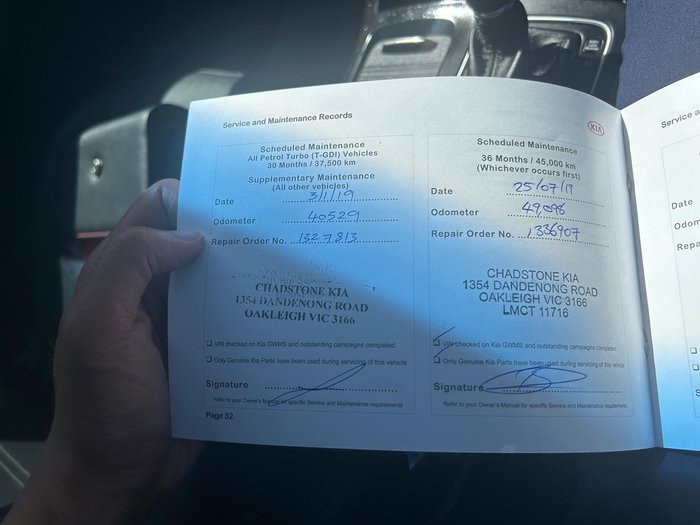 Service and Maintenance Records
KIA
Scheduled Maintenance
All Petrol Turbo (T-GDI) Vehicles
30 Months / 37,500 km
Supplementary Maintenance
(All other vehicles)
Date 3/1/19
Odometer 40529
Repair Order No. 1327813
CHADSTONE KIA
1354 DANDENONG ROAD
OAKLEIGH VIC 3166
❑ VIN checked on Kia GWMS and outstanding campaigns completed
❑ Only Genuine Kia Parts have been used during servicing of this vehicle
Signature
Refer to your Owner's Manual for specific Service and Maintenance requirements
Page 32
Scheduled Maintenance
36 Months / 45,000 km
(Whichever occurs first)
Date 25/07/19
Odometer 49,098
Repair Order No. 1336907
CHADSTONE KIA
1354 DANDENONG ROAD
OAKLEIGH VIC 3166
LMCT 11716
❑ VIN checked on Kia GWMS and outstanding campaigns completed
❑ Only Genuine Kia Parts have been used during servicing of this vehicle
Signature
Refer to your Owner's Manual for specific Service and Maintenance requirements
Service a
Date
Odom
Repa